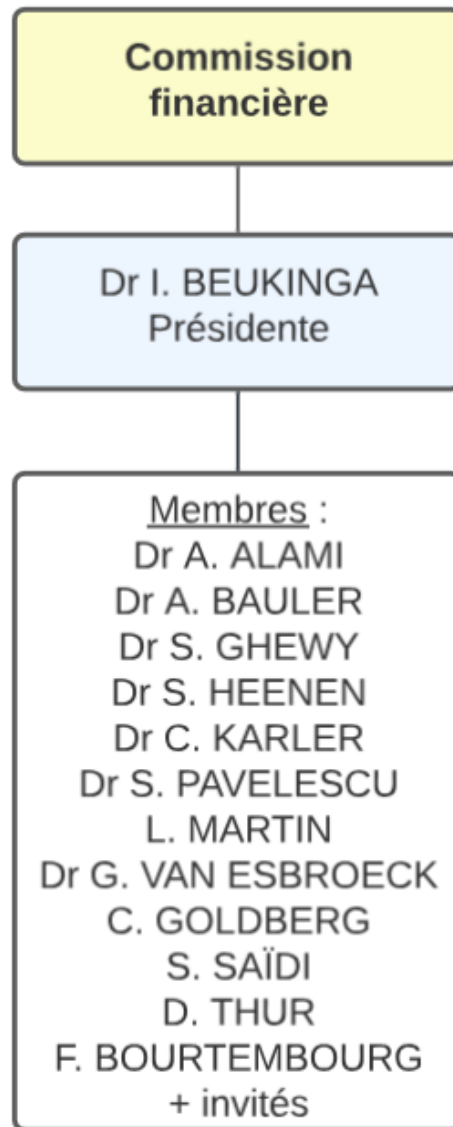 Commission
financière
Dr I. BEUKINGA
Présidente
Membres :
Dr A. ALAMI
Dr A. BAULER
Dr S. GHEWY
Dr S. HEENEN
Dr C. KARLER
Dr S. PAVELESCU
L. MARTIN
Dr G. VAN ESBROECK
C. GOLDBERG
S. SAÏDI
D. THUR
F. BOURTEMBOURG
+ invités